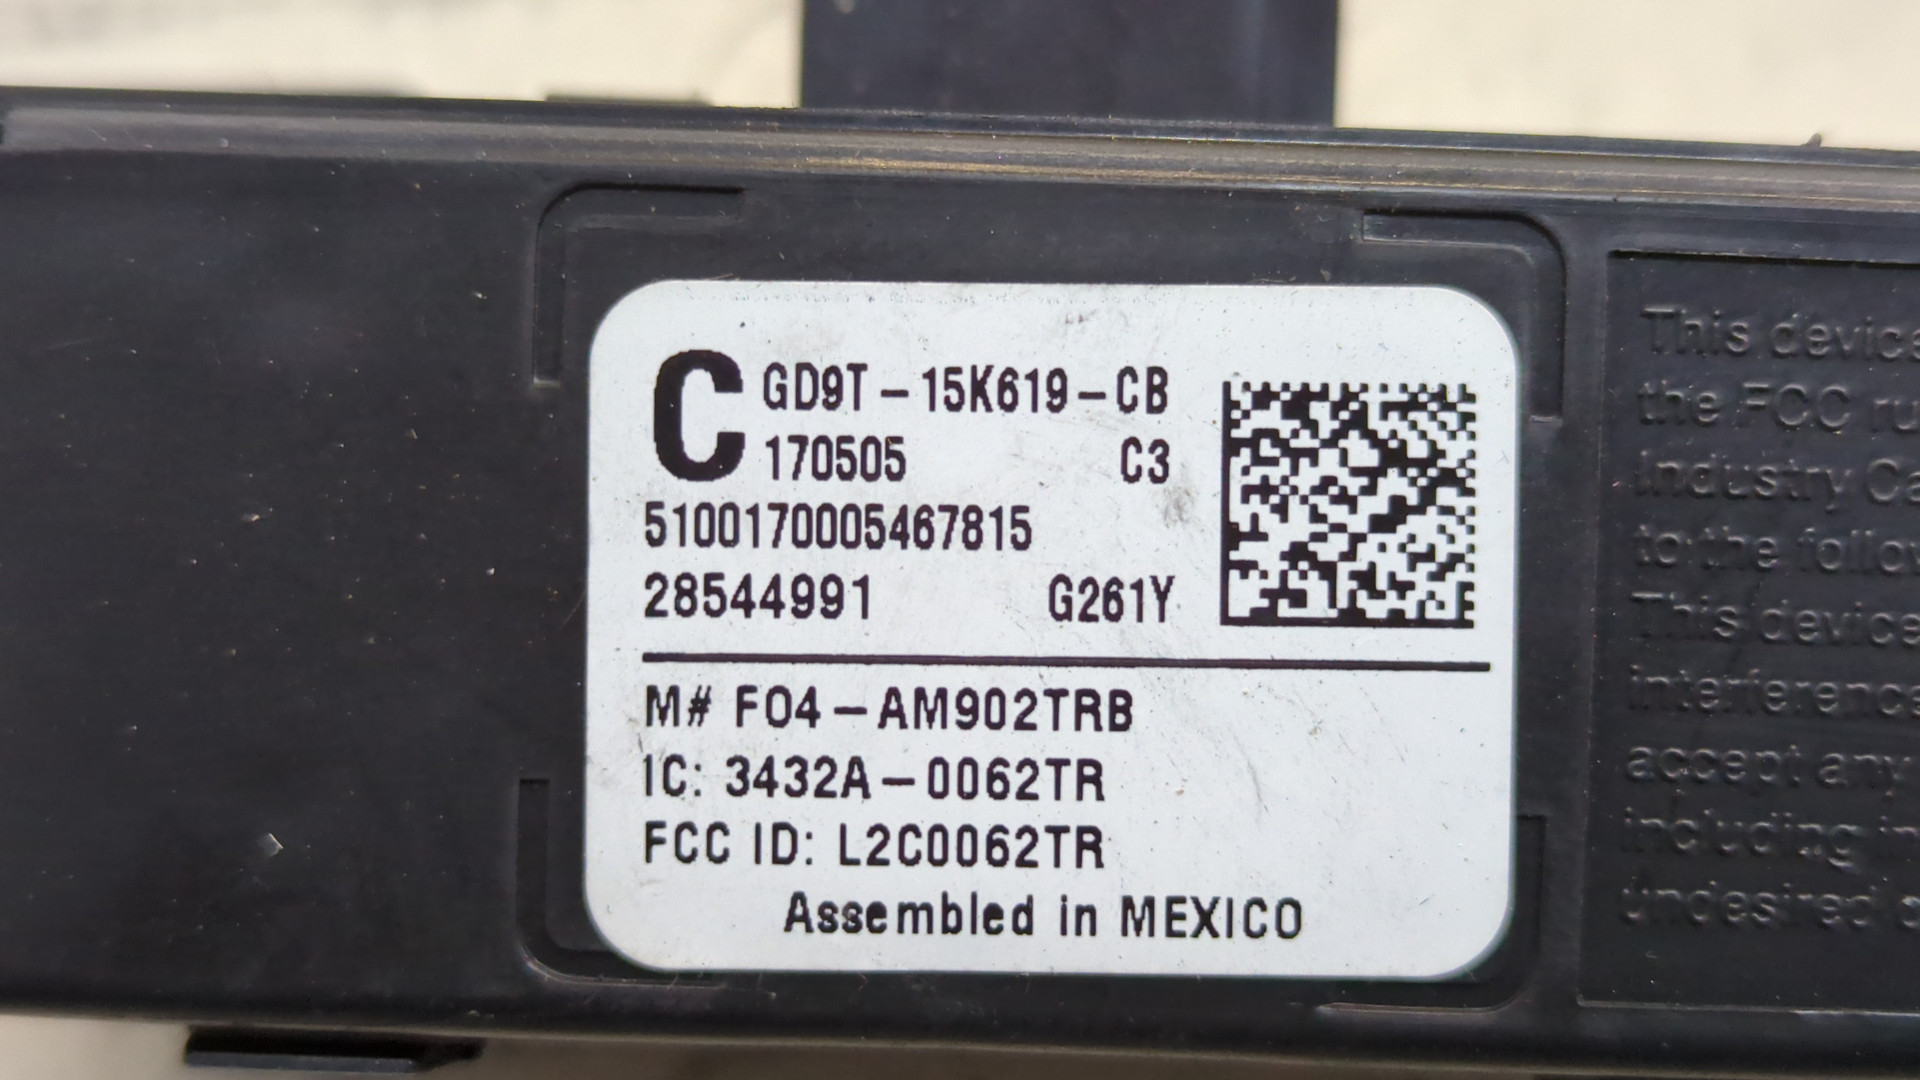 C GD9T-15K619-CB
170505 C3
5100170005467815
28544991 G261Y
M# F04-AM902TRB
IC: 3432A-0062TR
FCC ID: L2C0062TR
Assembled in MEXICO
This device
the FCC
Industry
to the
This device
interference
accept any
including
undesired